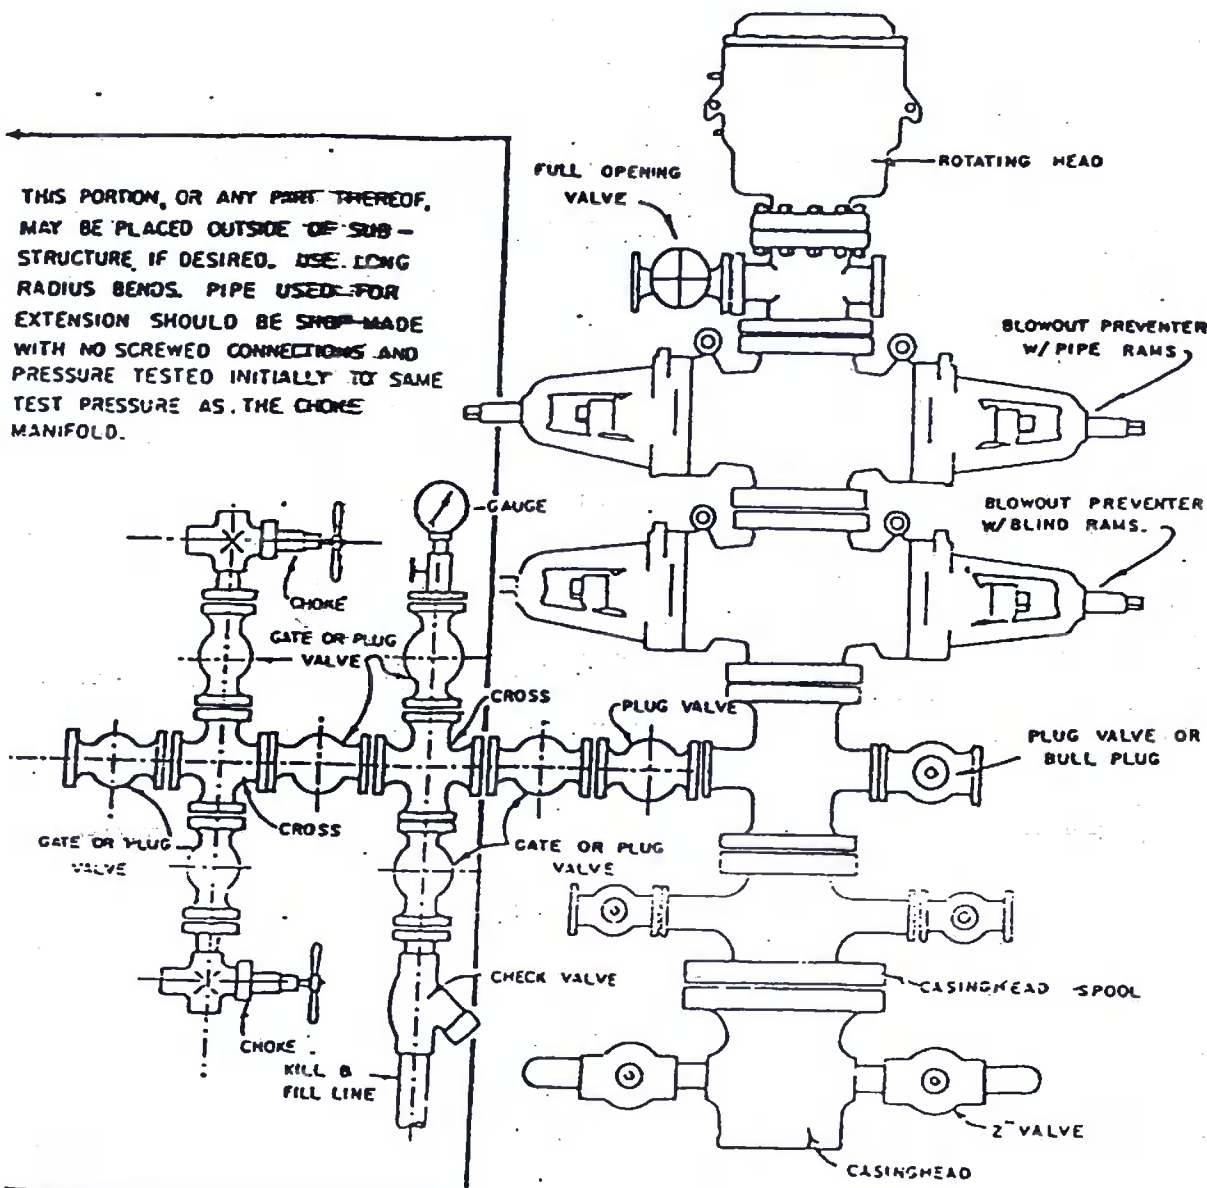 ROTATING HEAD
FULL OPENING
VALVE
THIS PORTION, OR ANY PART THEREOF,
MAY BE PLACED OUTSIDE OF SUB-
STRUCTURE, IF DESIRED. USE LONG
RADIUS BENDS. PIPE USED FOR
EXTENSION SHOULD BE SHOP MADE
WITH NO SCREWED CONNECTIONS AND
PRESSURE TESTED INITIALLY TO SAME
TEST PRESSURE AS THE CHOKE
MANIFOLD.
BLOWOUT PREVENTER
W/ PIPE RAMS
GAUGE
BLOWOUT PREVENTER
W/BLIND RAMS.
CHOKE
GATE OR PLUG
VALVE
CROSS
PLUG VALVE
PLUG VALVE OR
BULL PLUG
CROSS
GATE OR PLUG
VALVE
GATE OR PLUG
VALVE
CHECK VALVE
CASINGHEAD SPOOL
CHOKE
KILL &
FILL LINE
2" VALVE
CASINGHEAD